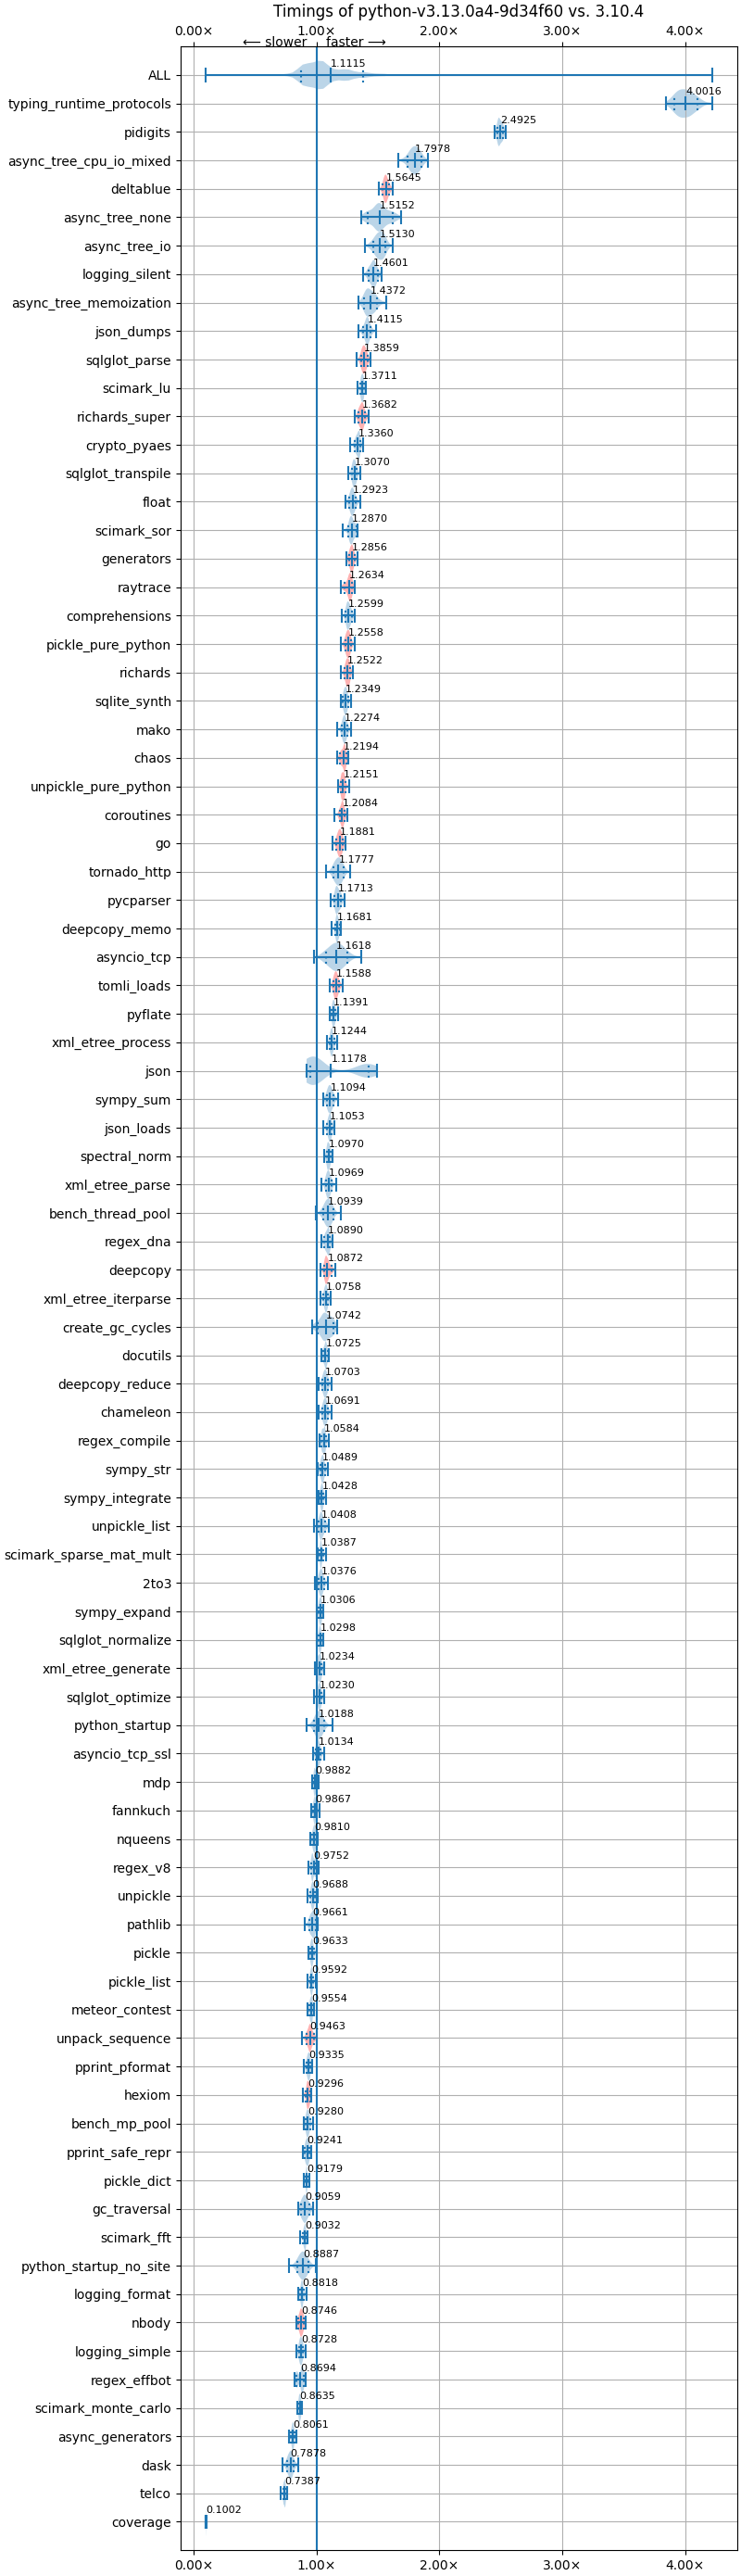 Timings of python-v3.13.0a4-9d34f60 vs. 3.10.4
0.00× 1.00× 2.00× 3.00× 4.00×
⟵ slower faster ⟶
ALL 1.1115
typing_runtime_protocols 4.0016
pidigits 2.4925
async_tree_cpu_io_mixed 1.7978
deltablue 1.5645
async_tree_none 1.5152
async_tree_io 1.5130
logging_silent 1.4601
async_tree_memoization 1.4372
json_dumps 1.4115
sqlglot_parse 1.3859
scimark_lu 1.3711
richards_super 1.3682
crypto_pyaes 1.3360
sqlglot_transpile 1.3070
float 1.2923
scimark_sor 1.2870
generators 1.2856
raytrace 1.2634
comprehensions 1.2599
pickle_pure_python 1.2558
richards 1.2522
sqlite_synth 1.2349
mako 1.2274
chaos 1.2194
unpickle_pure_python 1.2151
coroutines 1.2084
go 1.1881
tornado_http 1.1777
pycparser 1.1713
deepcopy_memo 1.1681
asyncio_tcp 1.1618
tomli_loads 1.1588
pyflate 1.1391
xml_etree_process 1.1244
json 1.1178
sympy_sum 1.1094
json_loads 1.1053
spectral_norm 1.0970
xml_etree_parse 1.0969
bench_thread_pool 1.0939
regex_dna 1.0890
deepcopy 1.0872
xml_etree_iterparse 1.0758
create_gc_cycles 1.0742
docutils 1.0725
deepcopy_reduce 1.0703
chameleon 1.0691
regex_compile 1.0584
sympy_str 1.0489
sympy_integrate 1.0428
unpickle_list 1.0408
scimark_sparse_mat_mult 1.0387
2to3 1.0376
sympy_expand 1.0306
sqlglot_normalize 1.0298
xml_etree_generate 1.0234
sqlglot_optimize 1.0230
python_startup 1.0188
asyncio_tcp_ssl 1.0134
mdp 0.9882
fannkuch 0.9867
nqueens 0.9810
regex_v8 0.9752
unpickle 0.9688
pathlib 0.9661
pickle 0.9633
pickle_list 0.9592
meteor_contest 0.9554
unpack_sequence 0.9463
pprint_pformat 0.9335
hexiom 0.9296
bench_mp_pool 0.9280
pprint_safe_repr 0.9241
pickle_dict 0.9179
gc_traversal 0.9059
scimark_fft 0.9032
python_startup_no_site 0.8887
logging_format 0.8818
nbody 0.8746
logging_simple 0.8728
regex_effbot 0.8694
scimark_monte_carlo 0.8635
async_generators 0.8061
dask 0.7878
telco 0.7387
coverage 0.1002
0.00× 1.00× 2.00× 3.00× 4.00×